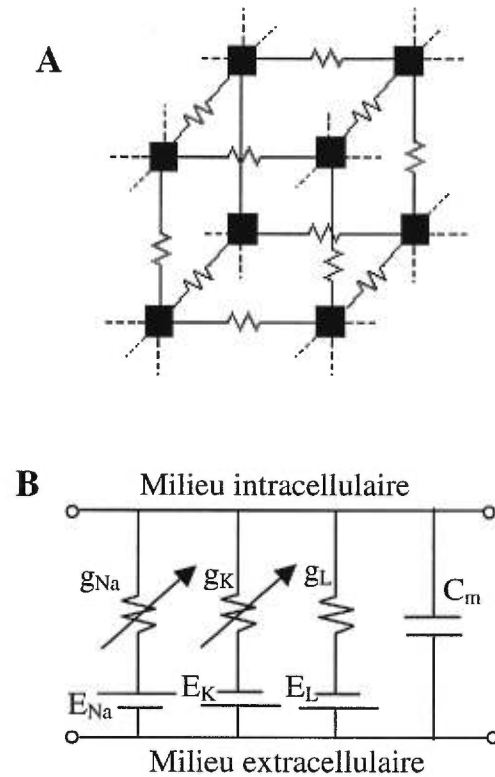 A
B
Milieu intracellulaire
gNa gK gL Cm
ENa EK EL
Milieu extracellulaire